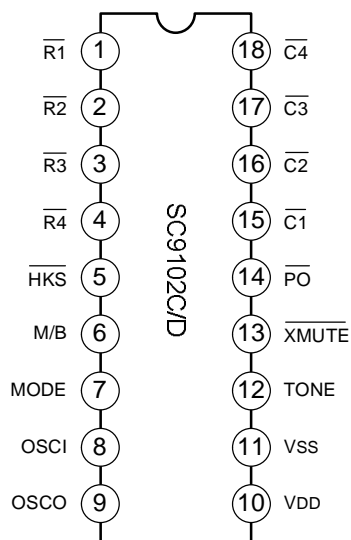 R1 1 18 C4
R2 2 17 C3
R3 3 16 C2
R4 4 15 C1
HKS 5 14 PO
M/B 6 13 XMUTE
MODE 7 12 TONE
OSCI 8 11 VSS
OSCO 9 10 VDD
SC9102C/D